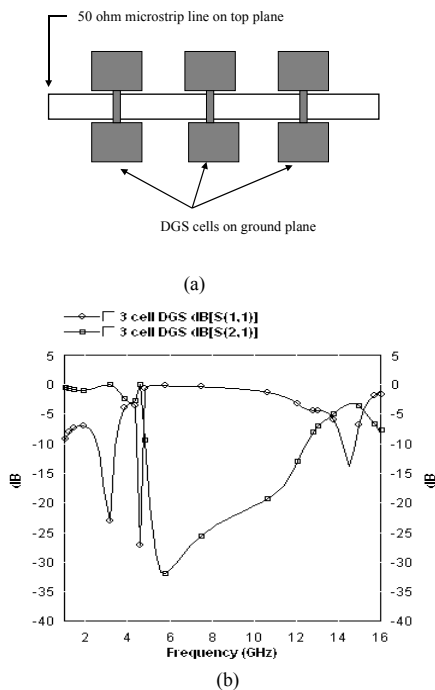 50 ohm microstrip line on top plane
DGS cells on ground plane
(a)
3 cell DGS dB[S(1,1)]
3 cell DGS dB[S(2,1)]
5 5
0 0
-5 -5
-10 -10
-15 -15
dB dB
-20 -20
-25 -25
-30 -30
-35 -35
-40 -40
2 4 6 8 10 12 14 16
Frequency (GHz)
(b)